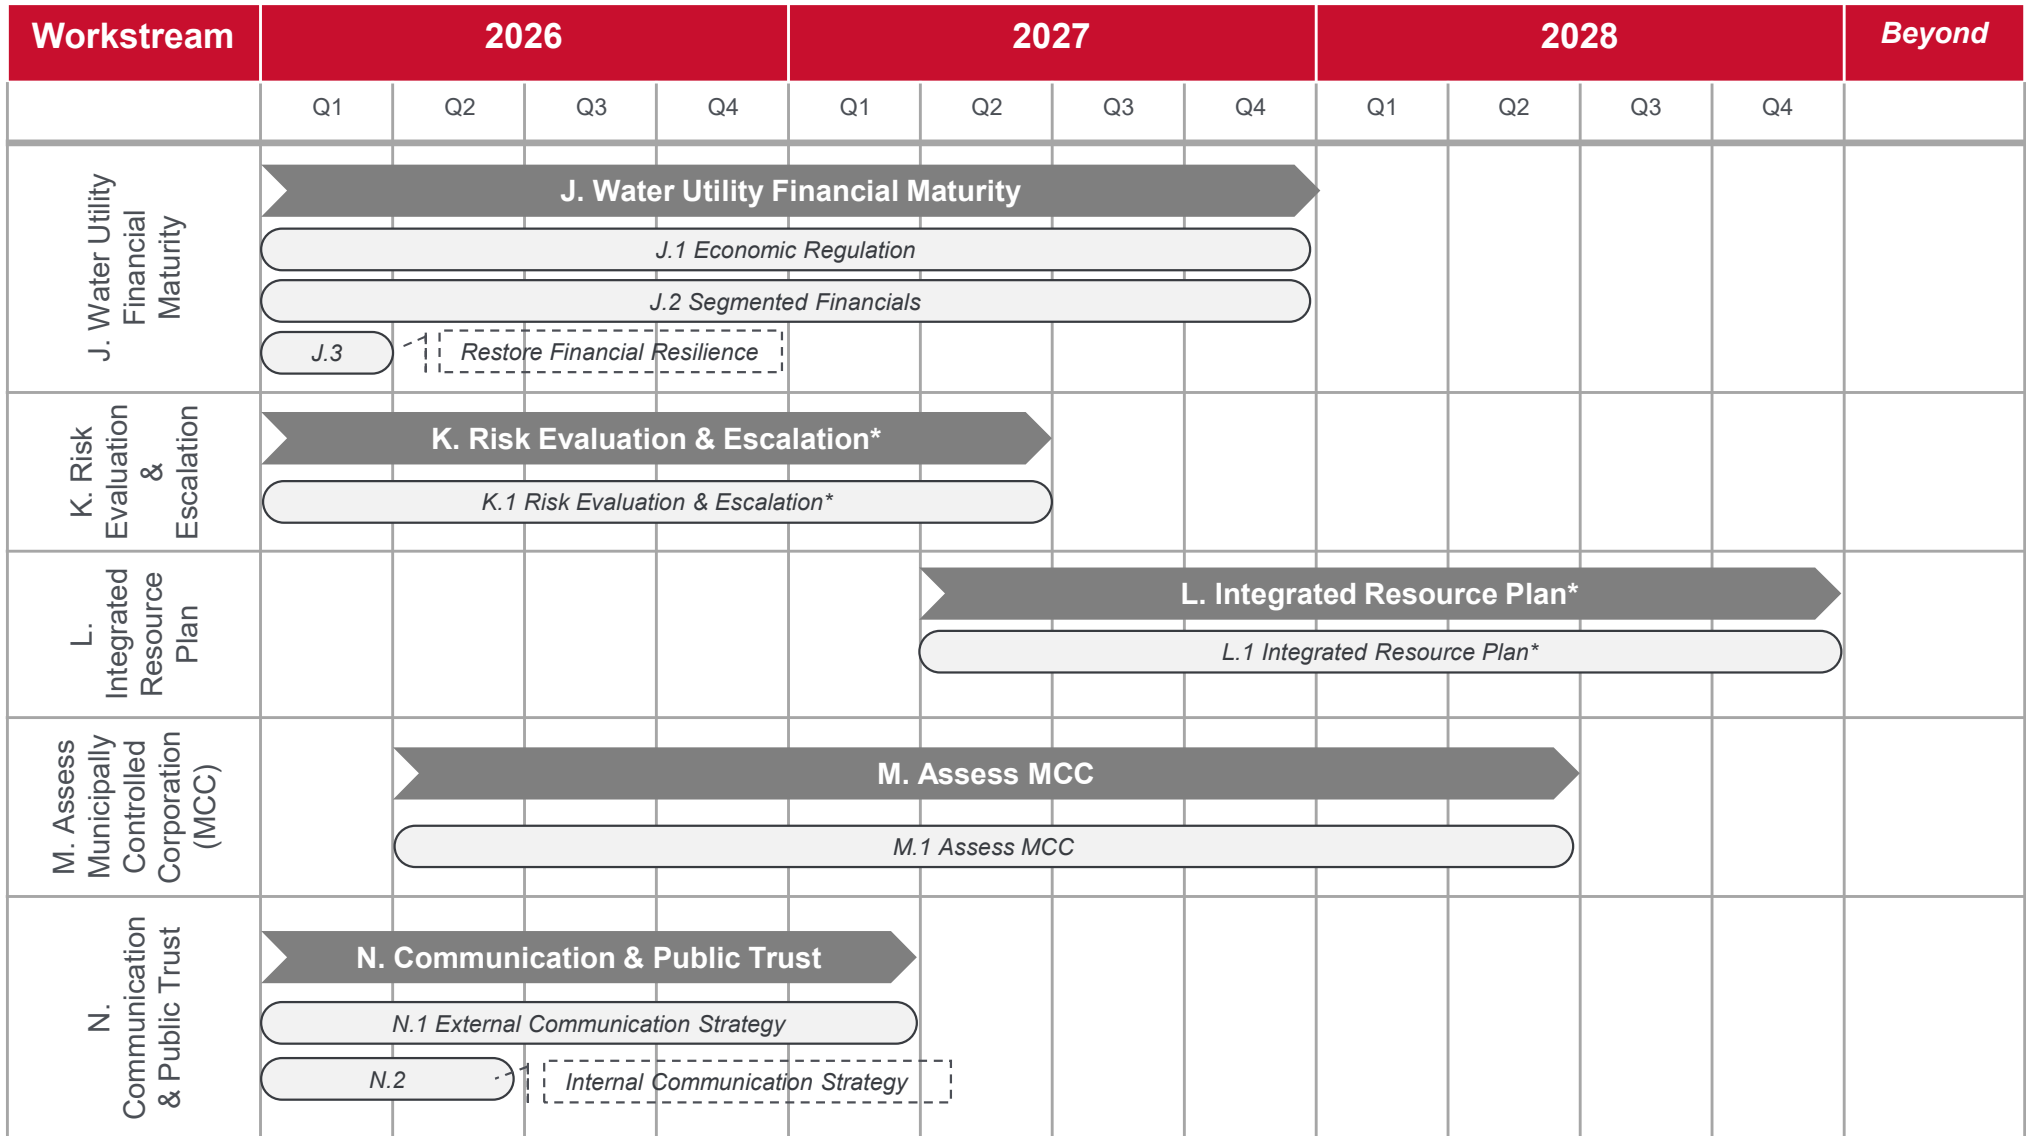 Workstream 2026 2027 2028 Beyond
Q1 Q2 Q3 Q4 Q1 Q2 Q3 Q4 Q1 Q2 Q3 Q4
J. Water Utility
Financial
Maturity
J. Water Utility Financial Maturity
J.1 Economic Regulation
J.2 Segmented Financials
J.3 Restore Financial Resilience
K. Risk
Evaluation
&
Escalation
K. Risk Evaluation & Escalation*
K.1 Risk Evaluation & Escalation*
L.
Integrated
Resource
Plan
L. Integrated Resource Plan*
L.1 Integrated Resource Plan*
M. Assess
Municipally
Controlled
Corporation
(MCC)
M. Assess MCC
M.1 Assess MCC
N.
Communication
& Public Trust
N. Communication & Public Trust
N.1 External Communication Strategy
N.2 Internal Communication Strategy